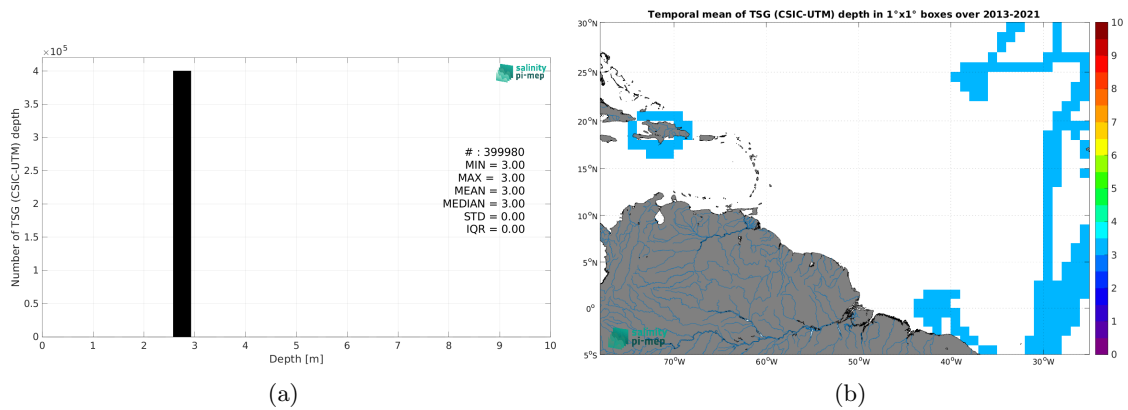 ×10⁵
4
3.5
3
2.5
2
1.5
1
0.5
0
Number of TSG (CSIC-UTM) depth
salinity
pi-mep
# : 399980
MIN = 3.00
MAX = 3.00
MEAN = 3.00
MEDIAN = 3.00
STD = 0.00
IQR = 0.00
0 1 2 3 4 5 6 7 8 9 10
Depth [m]
(a)
Temporal mean of TSG (CSIC-UTM) depth in 1°x1° boxes over 2013-2021
30°N
25°N
20°N
15°N
10°N
5°N
0°
5°S
salinity
pi-mep
70°W 60°W 50°W 40°W 30°W
10
9
8
7
6
5
4
3
2
1
0
(b)